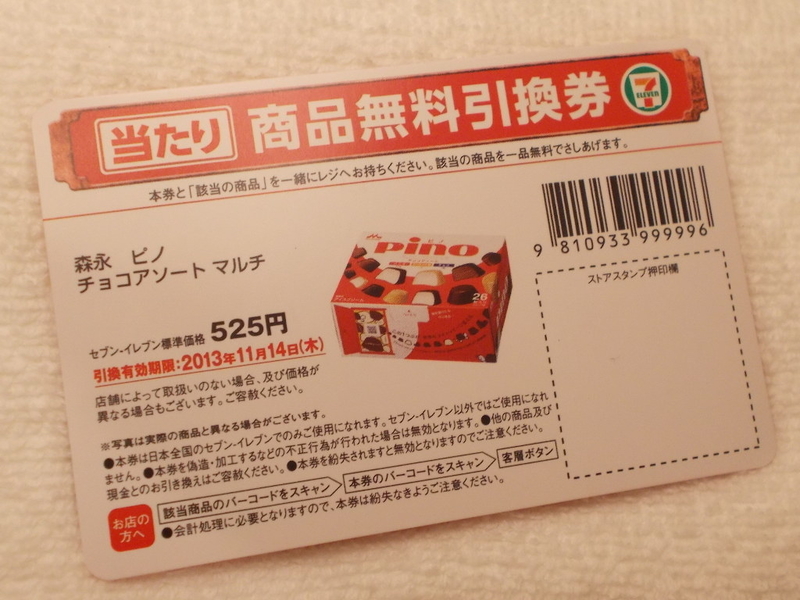 当たり 商品無料引換券
7 ELEVEn
本券と「該当の商品」を一緒にレジへお持ちください。該当の商品を一品無料でさしあげます。
9 810933 999996
森永 ピノ
チョコアソート マルチ
ピノ
pino
26
セブン-イレブン標準価格 525円
引換有効期限:2013年11月14日(木)
店舗によって取扱いのない場合、及び価格が
異なる場合もございます。ご容赦ください。
ストアスタンプ押印欄
※写真は実際の商品と異なる場合がございます。
●本券は日本全国のセブン-イレブンでのみご使用になれます。セブン-イレブン以外ではご使用になれ
ません。●本券を偽造・加工するなどの不正行為が行われた場合は無効となります。●他の商品及び
現金とのお引き換えはご容赦ください。●本券を紛失されますと無効となりますのでご注意ください。
お店の
方へ
該当商品のバーコードをスキャン 本券のバーコードをスキャン 客層ボタン
●会計処理に必要となりますので、本券は紛失なきようご注意ください。